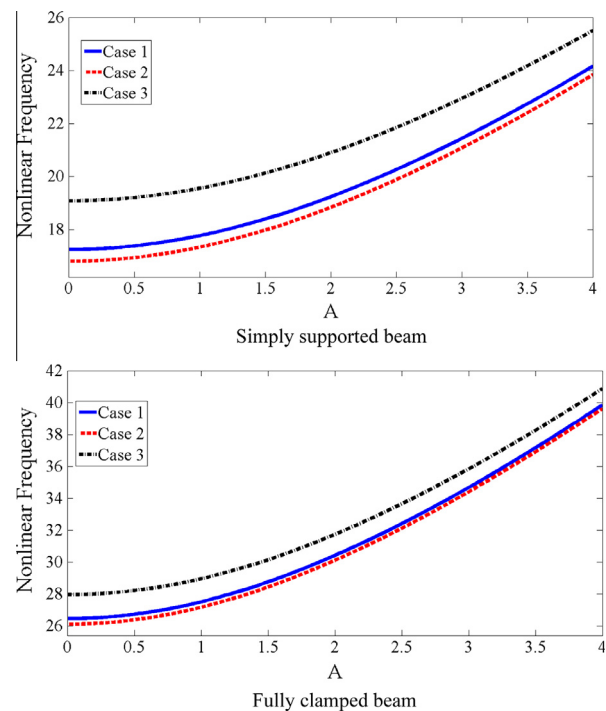 26
24
22
20
18
Nonlinear Frequency
Case 1
Case 2
Case 3
0 0.5 1 1.5 2 2.5 3 3.5 4
A
Simply supported beam
42
40
38
36
34
32
30
28
26
Nonlinear Frequency
Case 1
Case 2
Case 3
0 0.5 1 1.5 2 2.5 3 3.5 4
A
Fully clamped beam